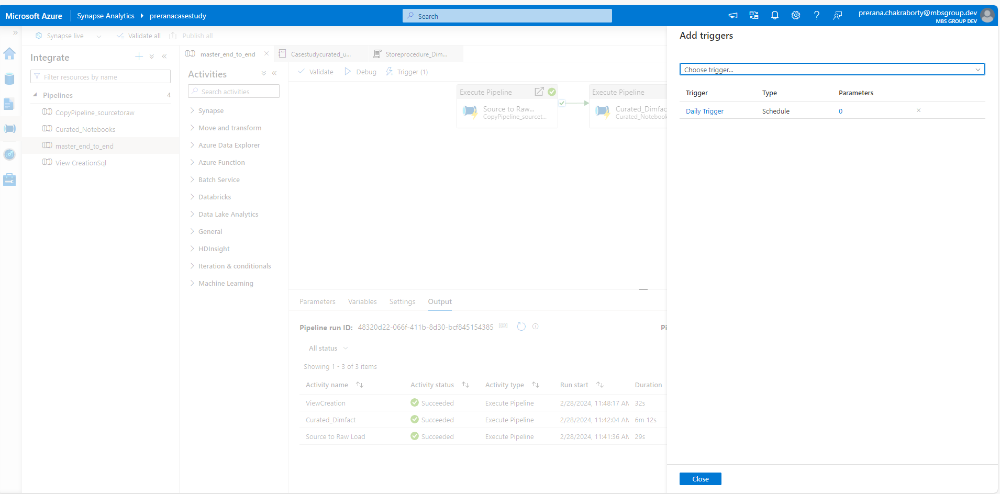 Microsoft Azure Synapse Analytics preranacasestudy Search prerana.chakraborty@mbsgroup.dev
MBS GROUP DEV
Synapse live Validate all Publish all
Integrate
Filter resources by name
Pipelines 4
CopyPipeline_sourcetoraw
Curated_Notebooks
master_end_to_end
View CreationSql
master_end_to_end Casestudycurated_u... Storeprocedure_Dim...
Activities
Search activities
Synapse
Move and transform
Azure Data Explorer
Azure Function
Batch Service
Databricks
Data Lake Analytics
General
HDInsight
Iteration & conditionals
Machine Learning
Validate Debug Trigger (1)
Execute Pipeline
Source to Raw...
CopyPipeline_sourcet...
Execute Pipeline
Curated_Dimfac
Curated_Notebook
Parameters Variables Settings Output
Pipeline run ID: 48320d22-066f-411b-8d30-bcf845154385 Pi
All status
Showing 1 - 3 of 3 items
Activity name Activity status Activity type Run start Duration
ViewCreation Succeeded Execute Pipeline 2/28/2024, 11:48:17 AM 32s
Curated_Dimfact Succeeded Execute Pipeline 2/28/2024, 11:42:04 AM 6m 12s
Source to Raw Load Succeeded Execute Pipeline 2/28/2024, 11:41:36 AM 29s
Add triggers
Choose trigger...
Trigger Type Parameters
Daily Trigger Schedule 0
Close